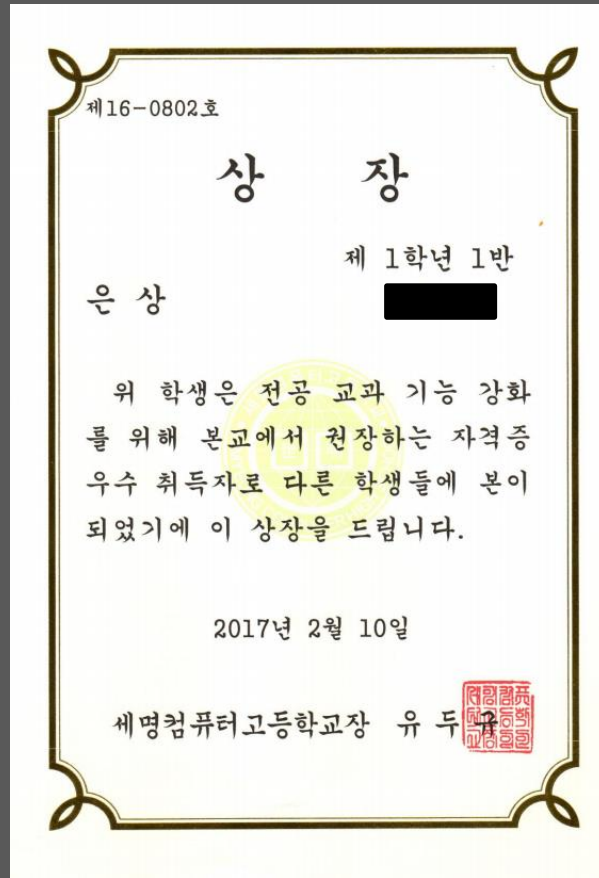 제16-0802호
상 장
제 1학년 1반
은 상
위 학생은 전공 교과 기능 강화
를 위해 본교에서 권장하는 자격증
우수 취득자로 다른 학생들에 본이
되었기에 이 상장을 드립니다.
2017년 2월 10일
세명컴퓨터고등학교장 유 두 규